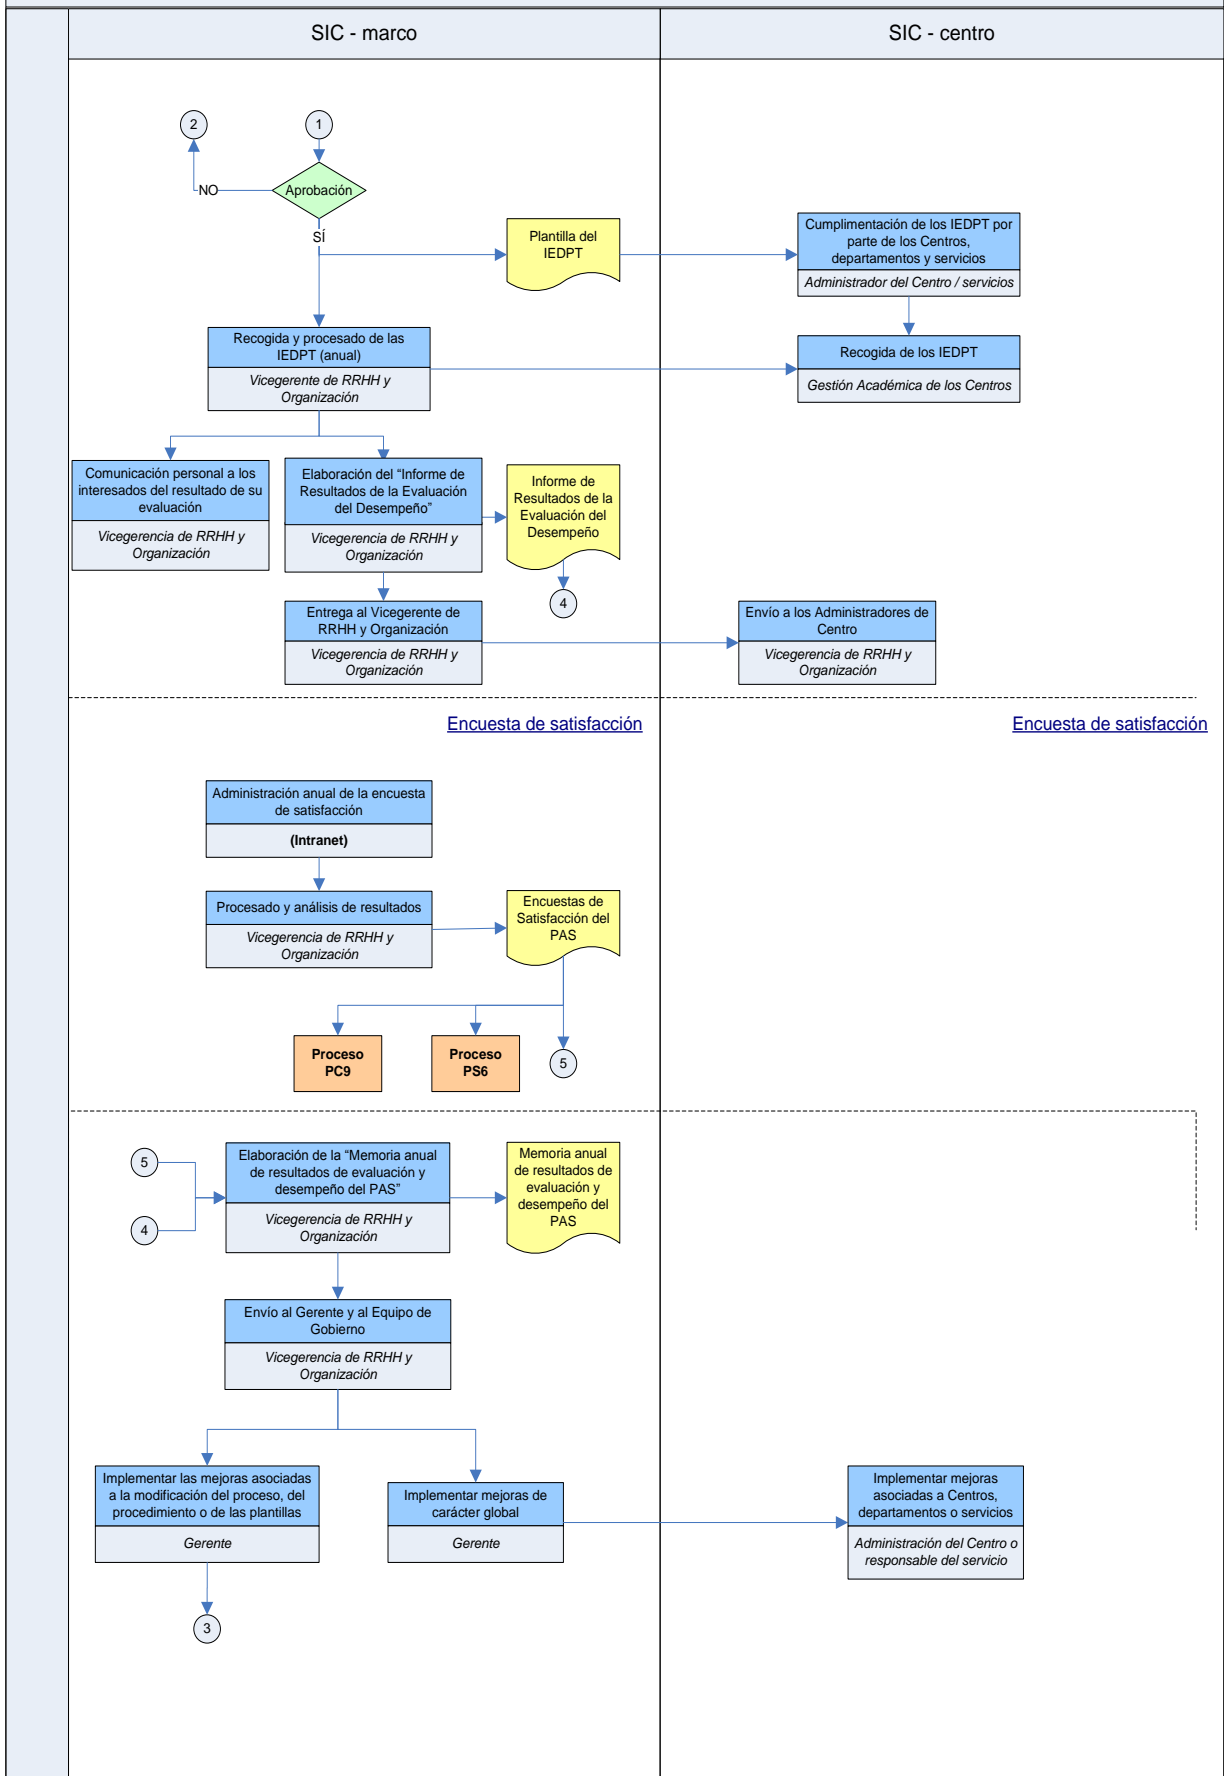 SIC - marco
SIC - centro
2
1
NO
Aprobación
SÍ
Plantilla del
IEDPT
Cumplimentación de los IEDPT por
parte de los Centros,
departamentos y servicios
Administrador del Centro / servicios
Recogida y procesado de las
IEDPT (anual)
Vicegerente de RRHH y
Organización
Recogida de los IEDPT
Gestión Académica de los Centros
Comunicación personal a los
interesados del resultado de su
evaluación
Vicegerencia de RRHH y
Organización
Elaboración del “Informe de
Resultados de la Evaluación
del Desempeño”
Vicegerencia de RRHH y
Organización
Informe de
Resultados de la
Evaluación del
Desempeño
4
Entrega al Vicegerente de
RRHH y Organización
Vicegerencia de RRHH y
Organización
Envío a los Administradores de
Centro
Vicegerencia de RRHH y
Organización
Encuesta de satisfacción
Encuesta de satisfacción
Administración anual de la encuesta
de satisfacción
(Intranet)
Procesado y análisis de resultados
Vicegerencia de RRHH y
Organización
Encuestas de
Satisfacción del
PAS
Proceso
PC9
Proceso
PS6
5
5
4
Elaboración de la “Memoria anual
de resultados de evaluación y
desempeño del PAS”
Vicegerencia de RRHH y
Organización
Memoria anual
de resultados de
evaluación y
desempeño del
PAS
Envío al Gerente y al Equipo de
Gobierno
Vicegerencia de RRHH y
Organización
Implementar las mejoras asociadas
a la modificación del proceso, del
procedimiento o de las plantillas
Gerente
Implementar mejoras de
carácter global
Gerente
Implementar mejoras
asociadas a Centros,
departamentos o servicios
Administración del Centro o
responsable del servicio
3